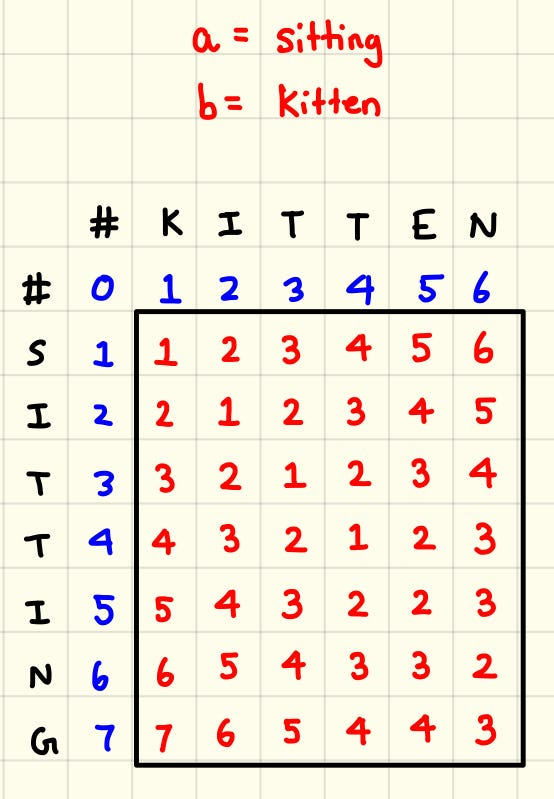 a = sitting
b = Kitten
# K I T T E N
# 0 1 2 3 4 5 6
S 1 1 2 3 4 5 6
I 2 2 1 2 3 4 5
T 3 3 2 1 2 3 4
T 4 4 3 2 1 2 3
I 5 5 4 3 2 2 3
N 6 6 5 4 3 3 2
G 7 7 6 5 4 4 3